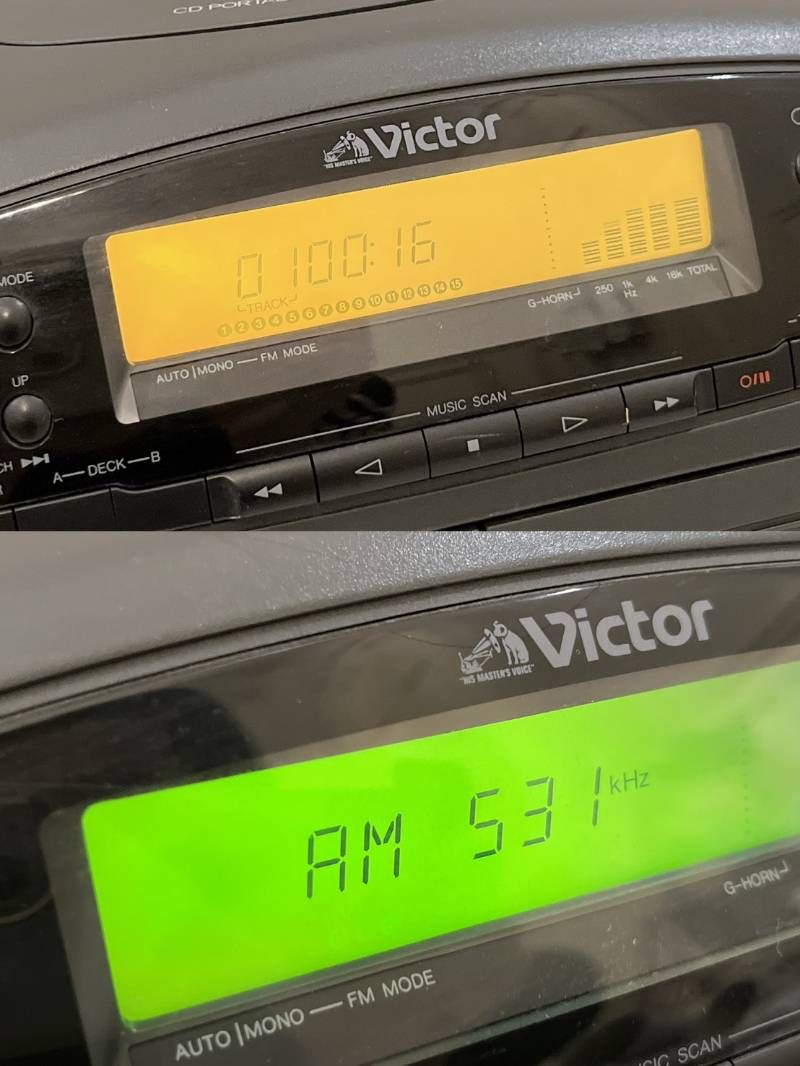 CD PORTA
Victor
"HIS MASTER'S VOICE"
MODE
01 00:16
TRACK
1 2 3 4 5 6 7 8 9 10 11 12 13 14 15
G-HORN 250 1k 4k 16k TOTAL
Hz
AUTO | MONO — FM MODE
UP
MUSIC SCAN
CH
A — DECK — B
Victor
"HIS MASTER'S VOICE"
AM 531 kHz
G-HORN
AUTO | MONO — FM MODE
SIC SCAN